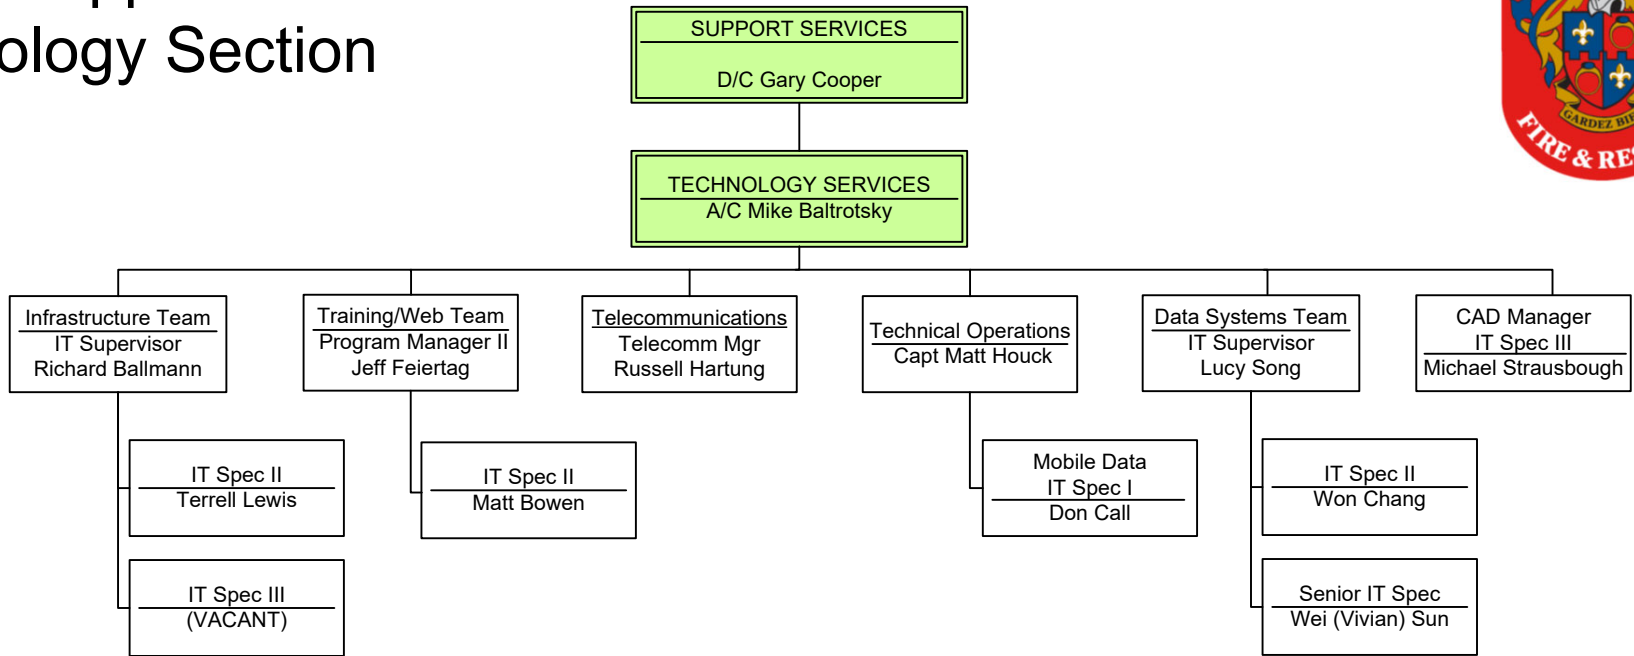 ology Section
SUPPORT SERVICES
D/C Gary Cooper
GARDEZ
FIRE & RES
TECHNOLOGY SERVICES
A/C Mike Baltrotsky
Infrastructure Team
IT Supervisor
Richard Ballmann
Training/Web Team
Program Manager II
Jeff Feiertag
Telecommunications
Telecomm Mgr
Russell Hartung
Technical Operations
Capt Matt Houck
Data Systems Team
IT Supervisor
Lucy Song
CAD Manager
IT Spec III
Michael Strausbough
IT Spec II
Terrell Lewis
IT Spec II
Matt Bowen
Mobile Data
IT Spec I
Don Call
IT Spec II
Won Chang
IT Spec III
(VACANT)
Senior IT Spec
Wei (Vivian) Sun